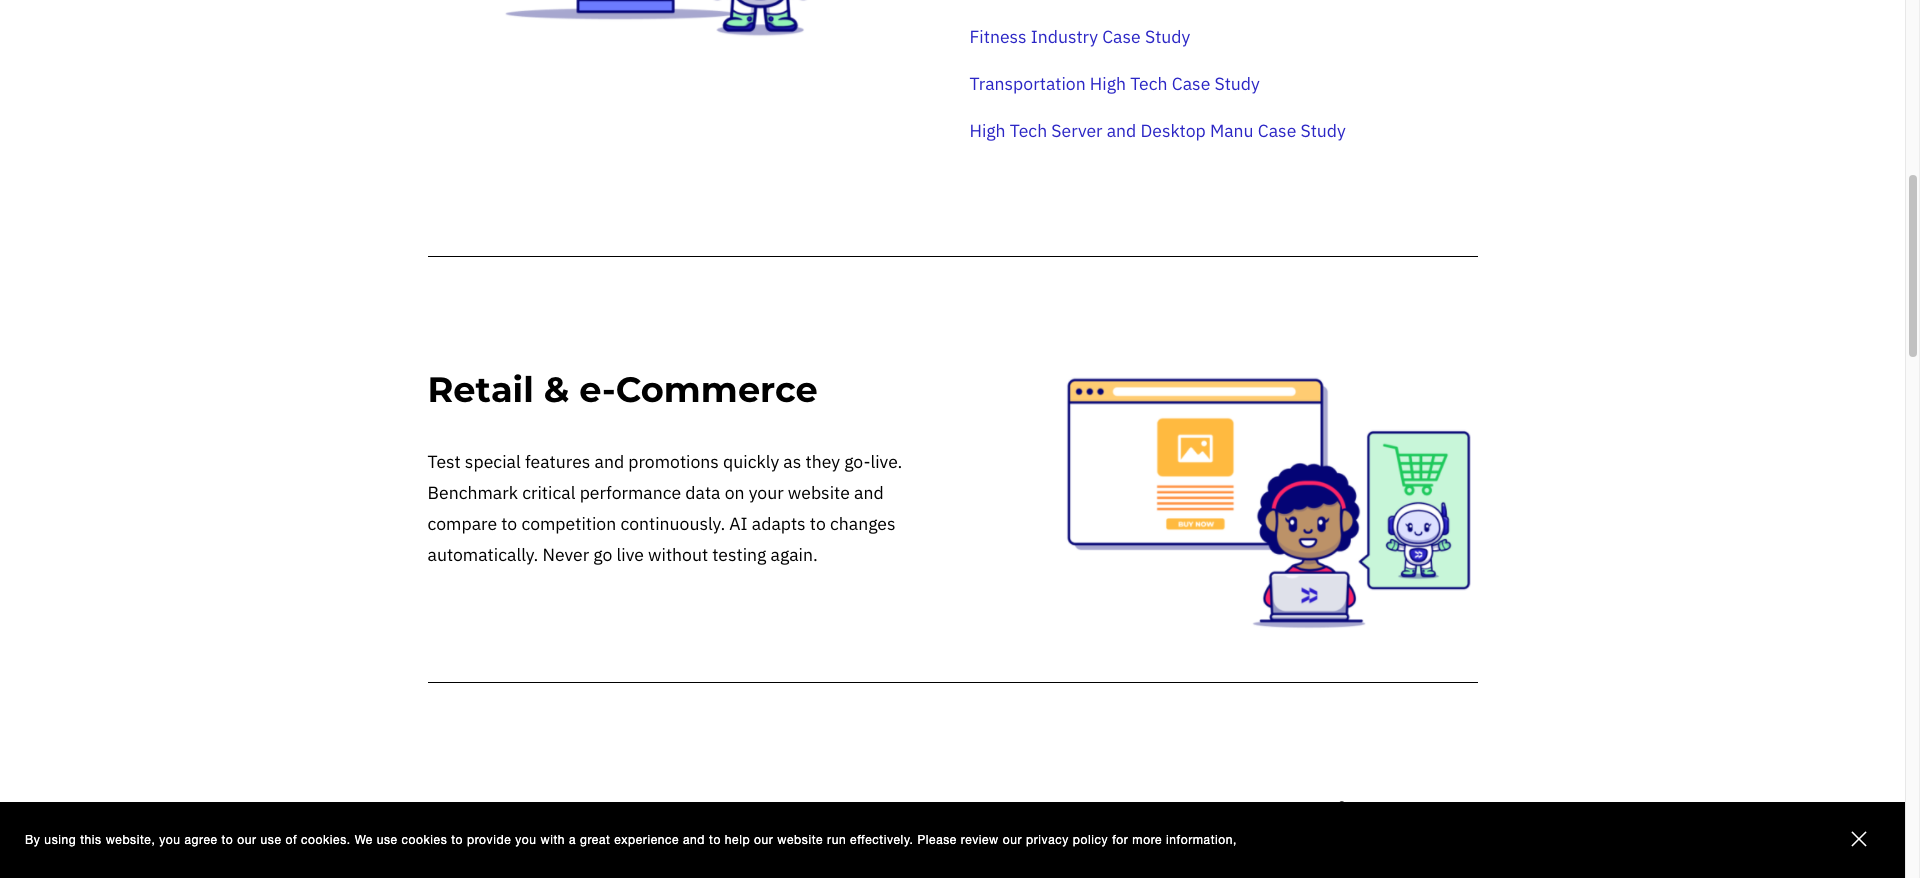 Fitness Industry Case Study
Transportation High Tech Case Study
High Tech Server and Desktop Manu Case Study
Retail & e-Commerce
Test special features and promotions quickly as they go-live.
Benchmark critical performance data on your website and
compare to competition continuously. AI adapts to changes
automatically. Never go live without testing again.
BUY NOW
By using this website, you agree to our use of cookies. We use cookies to provide you with a great experience and to help our website run effectively. Please review our privacy policy for more information,